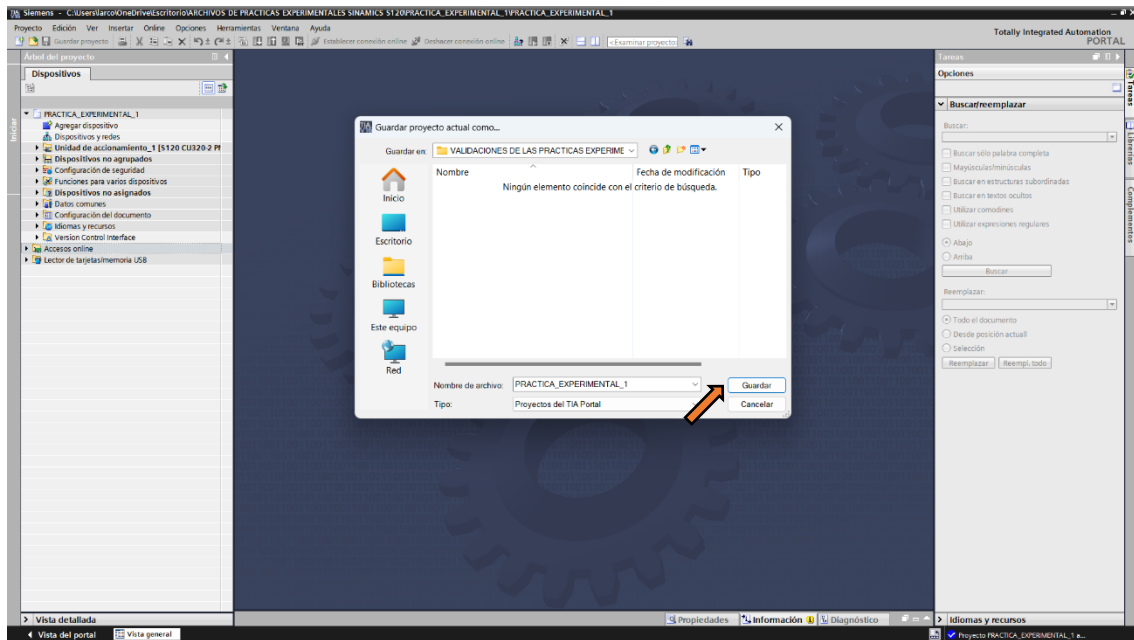 Siemens - C:\Users\larco\OneDrive\Escritorio\ARCHIVOS DE PRACTICAS EXPERIMENTALES SINAMICS S120\PRACTICA_EXPERIMENTAL_1\PRACTICA_EXPERIMENTAL_1
Proyecto Edición Ver Insertar Online Opciones Herramientas Ventana Ayuda
Totally Integrated Automation
PORTAL
Guardar proyecto
Establecer conexión online
Deshacer conexión online
<Examinar proyecto>
Árbol del proyecto
Dispositivos
Iniciar
PRACTICA_EXPERIMENTAL_1
Agregar dispositivo
Dispositivos y redes
Unidad de accionamiento_1 [S120 CU320-2 PN
Dispositivos no agrupados
Configuración de seguridad
Funciones para varios dispositivos
Dispositivos no asignados
Datos comunes
Configuración del documento
Idiomas y recursos
Version Control Interface
Accesos online
Lector de tarjetas/memoria USB
Guardar proyecto actual como...
Guardar en:
VALIDACIONES DE LAS PRACTICAS EXPERIME
Nombre
Fecha de modificación
Tipo
Ningún elemento coincide con el criterio de búsqueda.
Inicio
Escritorio
Bibliotecas
Este equipo
Red
Nombre de archivo:
PRACTICA_EXPERIMENTAL_1
Guardar
Tipo:
Proyectos del TIA Portal
Cancelar
Tareas
Opciones
Buscar/reemplazar
Buscar:
Buscar sólo palabra completa
Mayúsculas/minúsculas
Buscar en estructuras subordinadas
Buscar en textos ocultos
Utilizar comodines
Utilizar expresiones regulares
Abajo
Arriba
Buscar
Reemplazar:
Todo el documento
Desde posición actuall
Selección
Reemplazar
Reempl. todo
Tareas
Librerías
Complementos
Vista detallada
Propiedades
Información
Diagnóstico
Idiomas y recursos
Vista del portal
Vista general
Proyecto PRACTICA_EXPERIMENTAL_1 a...